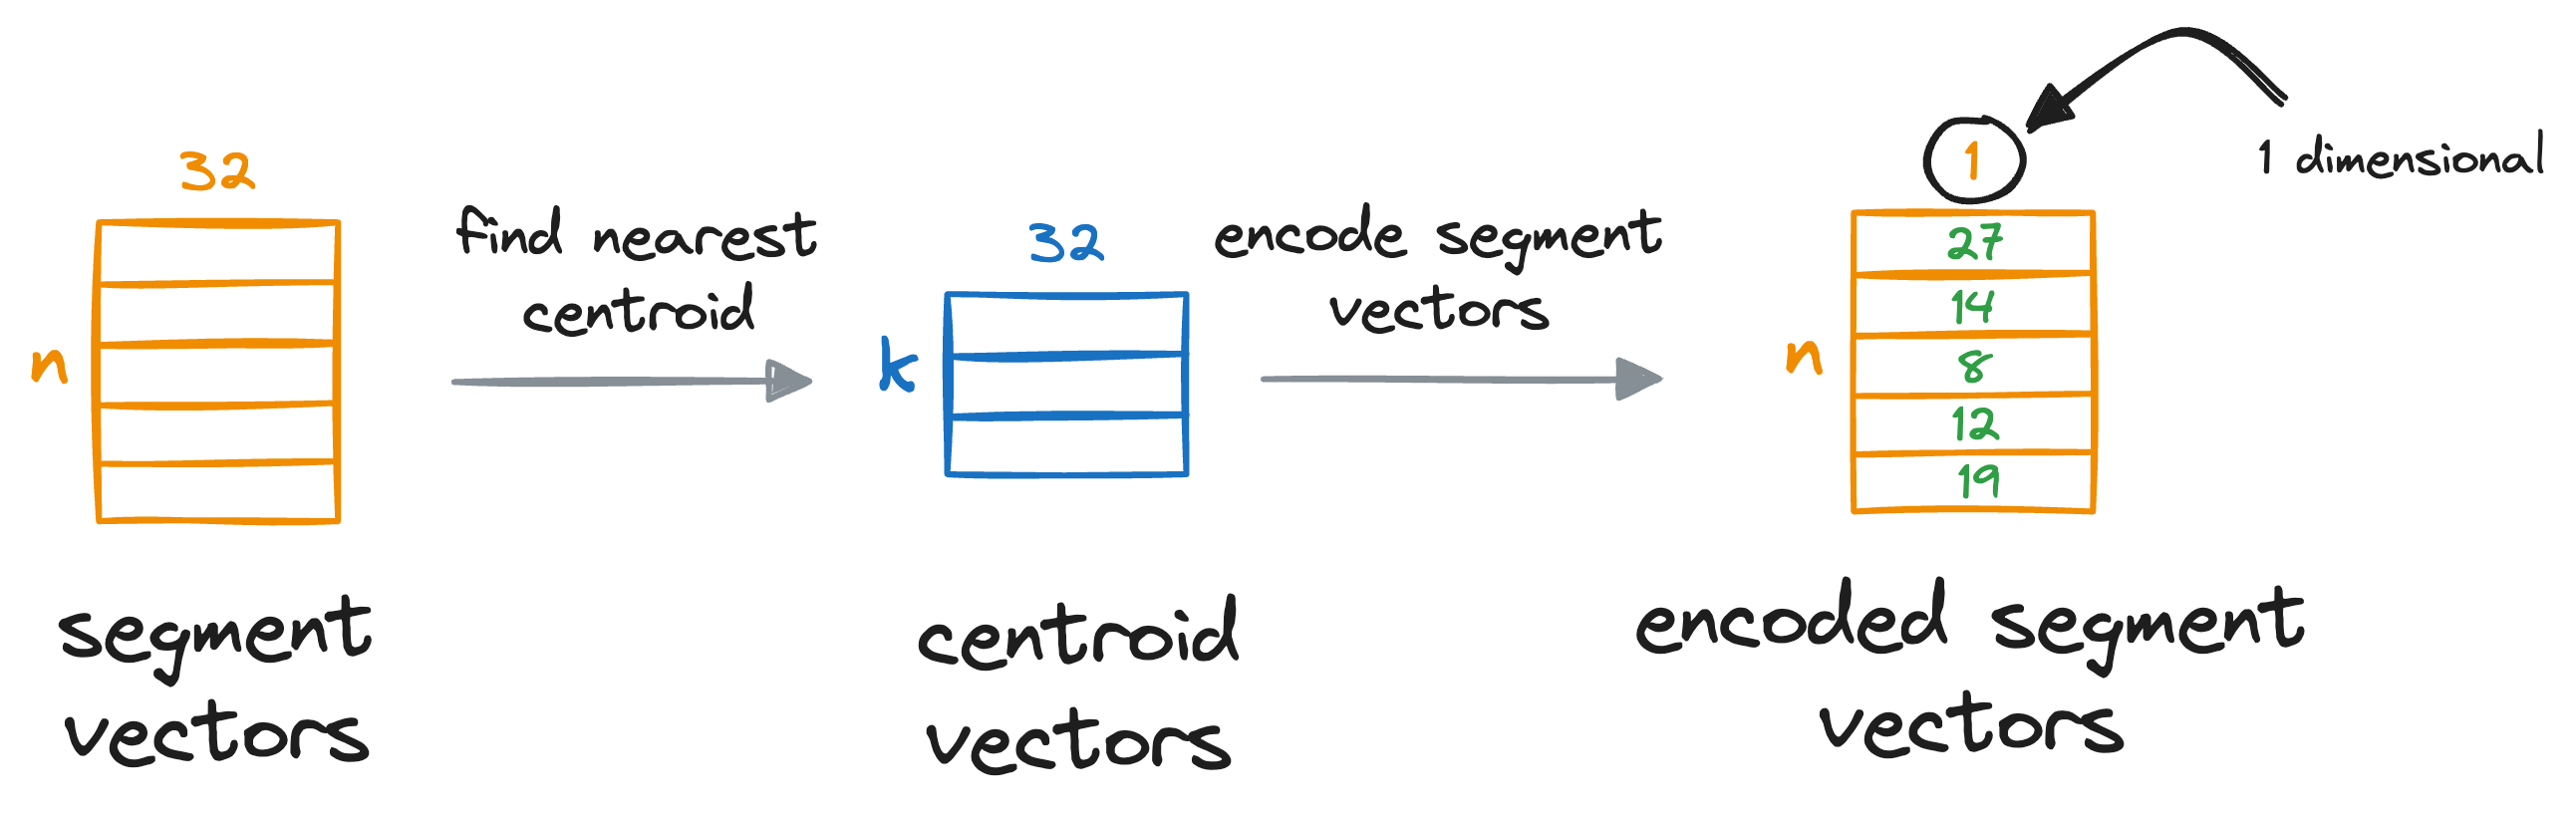 32
n
segment
vectors
find nearest
centroid
32
k
centroid
vectors
encode segment
vectors
1
1 dimensional
n
27
14
8
12
19
encoded segment
vectors